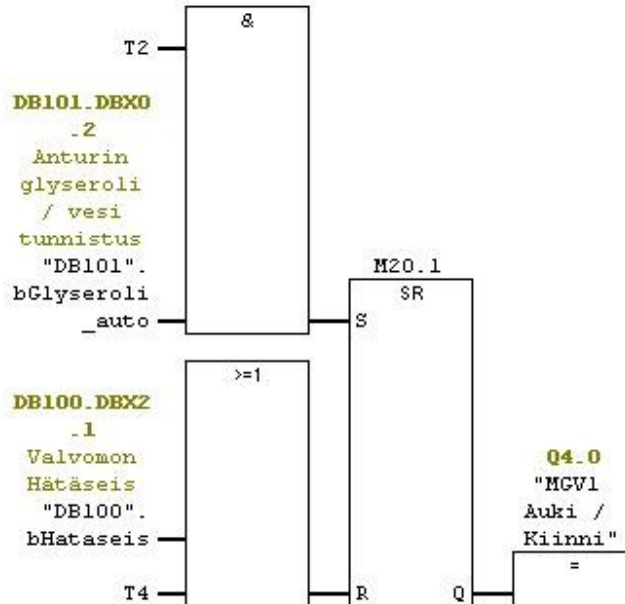 &
T2
DB101.DBX0
.2
Anturin
glyseroli
/ vesi
tunnistus
"DB101".
bGlyseroli
_auto
M20.1
SR
S
>=1
DB100.DBX2
.1
Valvomon
Hätäseis
"DB100".
bHataseis
T4
R
Q
Q4.0
"MGV1
Auki /
Kiinni"
=